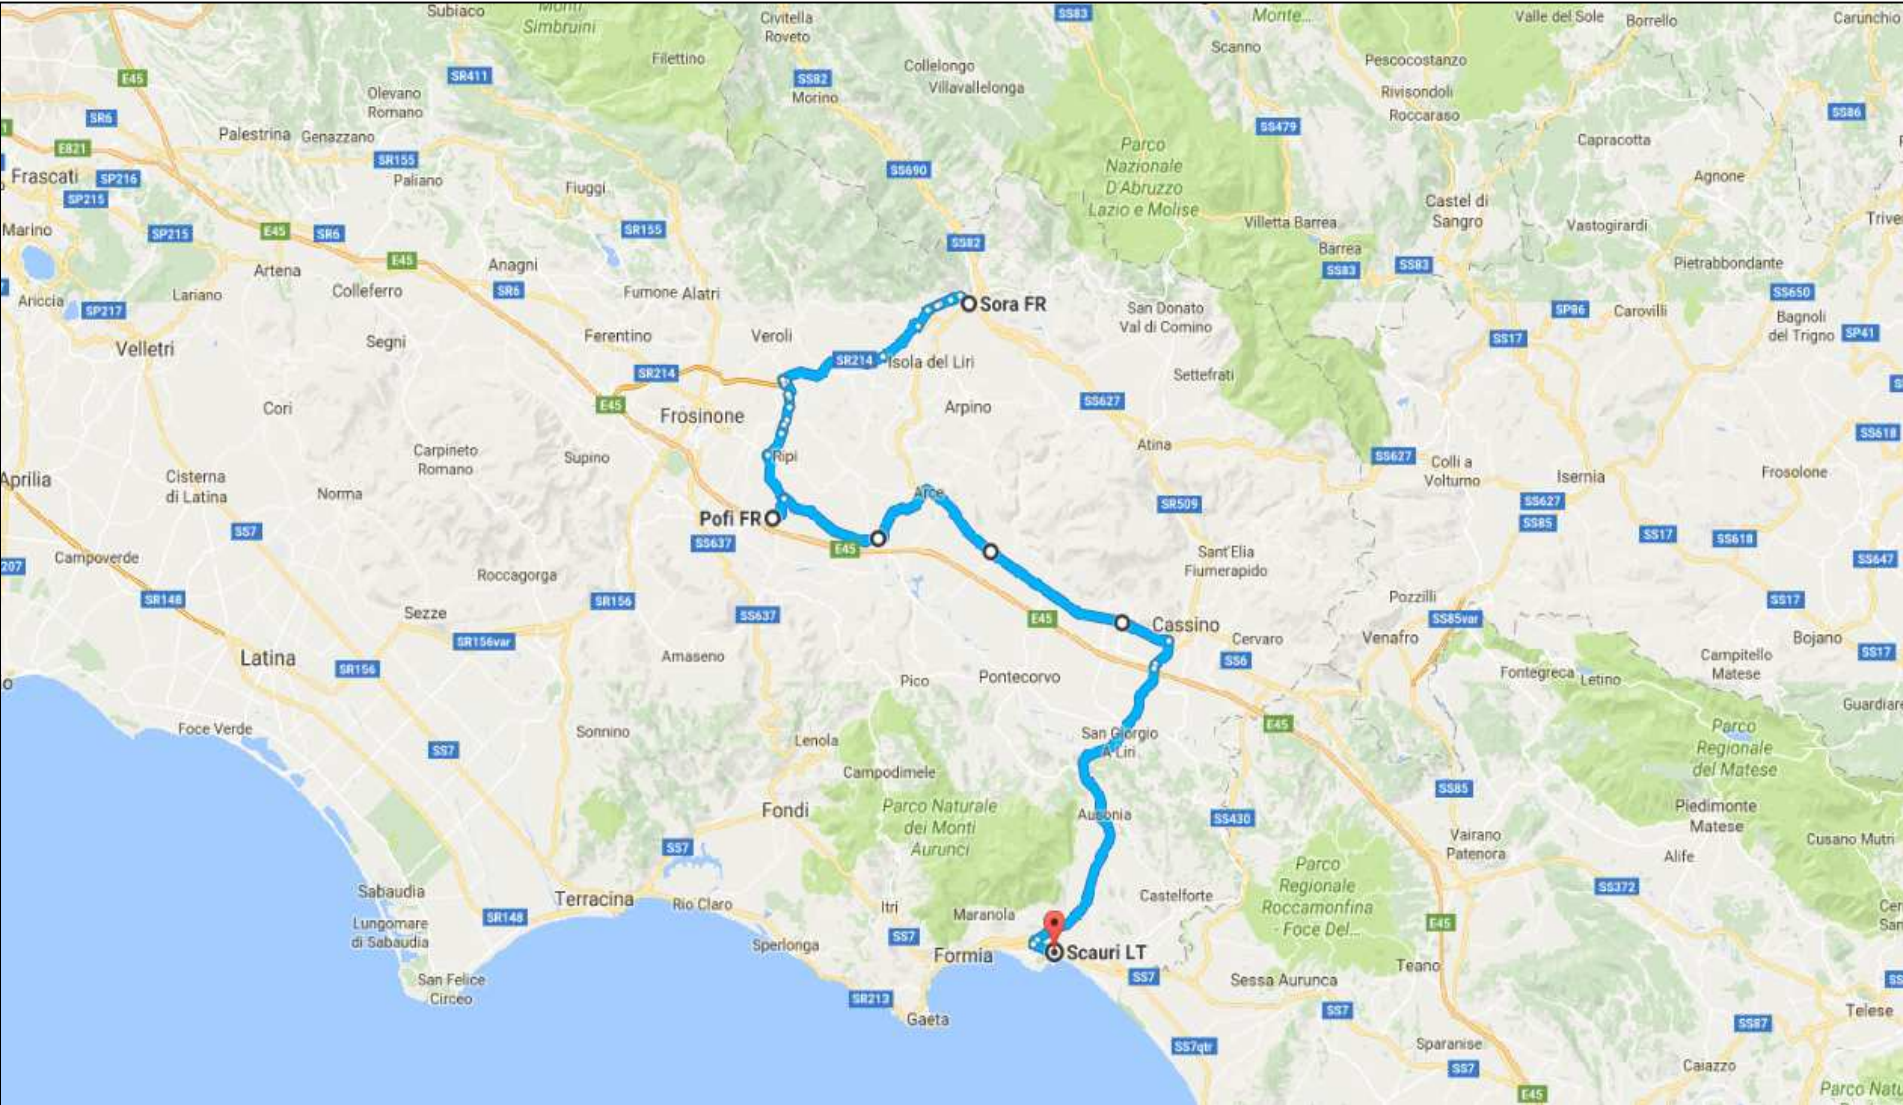 Subiaco
Monti
Simbruini
Civitella
Roveto
SS83
Monte...
Valle del Sole
Borrello
Carunchio
Scanno
Filettino
E45
SR411
SS82
Collelongo
Pescocostanzo
Villavallelonga
Morino
Olevano
Romano
Rivisondoli
Roccaraso
SS86
SR6
SS479
Palestrina
Genazzano
Parco
Nazionale
D'Abruzzo
Lazio e Molise
Capracotta
E821
SR155
SS690
Frascati
SP216
Paliano
Fiuggi
Agnone
SP215
Castel di
Sangro
Marino
SP215
E45
SR6
SR155
SS82
Villetta Barrea
Vastogirardi
Barrea
SS83
SS83
Pietrabbondante
E45
Anagni
Artena
Colleferro
SR6
Fumone
Alatri
SS650
Ariccia
SP217
Lariano
Sora FR
San Donato
Val di Comino
SP86
Carovilli
Bagnoli
del Trigno
SP41
Velletri
Segni
Ferentino
Veroli
SS17
SR214
SR214
Isola del Liri
Settefrati
Cori
E45
Frosinone
Arpino
SS627
SS618
Carpineto
Romano
Supino
Ripi
Atina
SS627
Colli a
Volturno
Isernia
Frosolone
Aprilia
Cisterna
di Latina
Norma
Arce
SR509
SS627
SS85
Pofi FR
SS7
SS637
E45
SS17
SS618
Campoverde
Sant'Elia
Fiumerapido
SS647
207
Roccagorga
SR148
SR156
Sezze
SS637
E45
Cassino
Pozzilli
SS85var
SS17
SR156var
Cervaro
Venafro
Bojano
Latina
SR156
Amaseno
SS6
Campitello
Matese
SS17
Pico
Pontecorvo
Fontegreca
Letino
Foce Verde
Sonnino
San Giorgio
A Liri
E45
SS7
Lenola
Parco
Regionale
del Matese
Campodimele
SS85
Fondi
Parco Naturale
dei Monti
Aurunci
Ausonia
SS430
Piedimonte
Matese
SS7
Vairano
Patenora
Cusano Mutri
Alife
Parco
Regionale
Roccamonfina
- Foce Del...
Sabaudia
Terracina
Rio Claro
Castelforte
SS372
Lungomare
di Sabaudia
SR148
Itri
Maranola
E45
Sperlonga
SS7
Formia
Scauri LT
San Felice
Circeo
SS7
Sessa Aurunca
Teano
SR213
Gaeta
SS7
SS87
Telese
SS7qtr
Sparanise
SS7
Caiazzo
E45